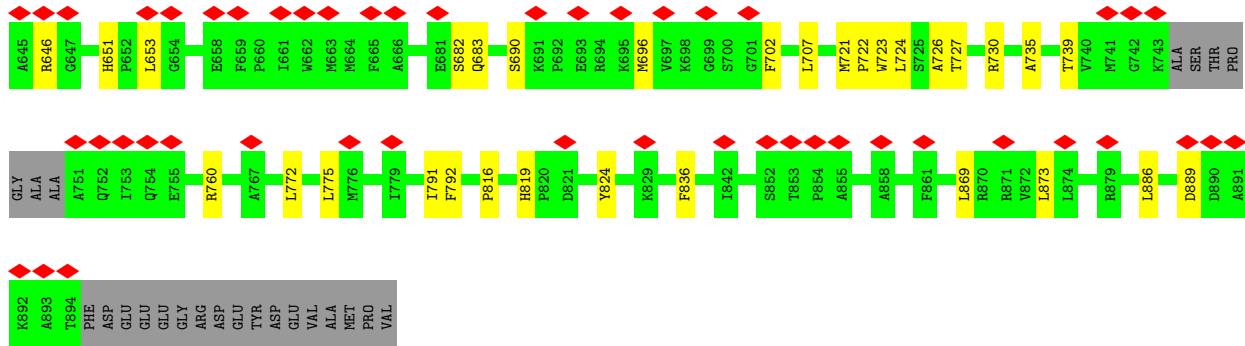 A645 R646 G647 H651 P652 L653 G654 E658 F659 P660 I661 W662 M663 M664 F665 A666 E681 S682 Q683 S690 K691 P692 E693 R694 K695 M696 V697 K698 G699 S700 G701 F702 L707 M721 P722 W723 L724 S725 A726 T727 R730 A735 T739 V740 M741 G742 K743 ALA SER THR PRO
GLY ALA ALA A751 Q752 I753 Q754 E755 R760 A767 L772 L775 M776 I779 I791 F792 P816 H819 P820 D821 Y824 K829 F836 I842 S852 T853 P854 A855 A858 F861 L869 R870 R871 V872 L873 L874 R879 L886 D889 D890 A891
K892 A893 T894 PHE ASP GLU GLU GLU GLY ARG ASP GLU TYR ASP GLU VAL ALA MET PRO VAL